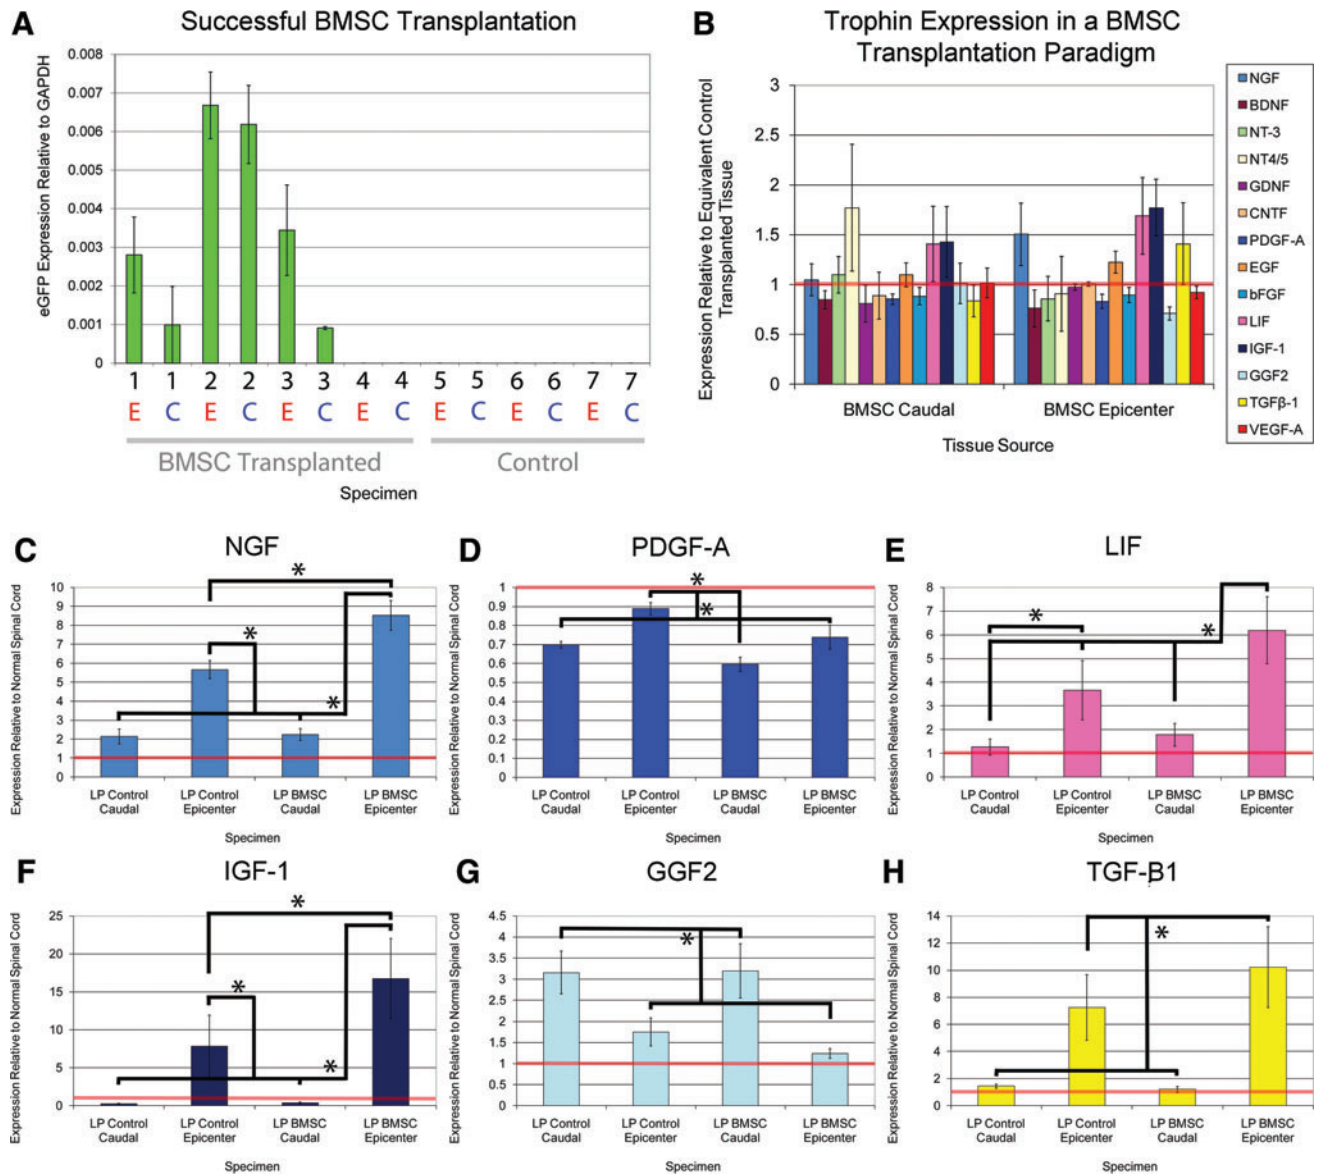 A
Successful BMSC Transplantation
eGFP Expression Relative to GAPDH
0.008
0.007
0.006
0.005
0.004
0.003
0.002
0.001
0
1 1 2 2 3 3 4 4 5 5 6 6 7 7
E C E C E C E C E C E C E C
BMSC Transplanted
Control
Specimen
B
Trophin Expression in a BMSC
Transplantation Paradigm
Expression Relative to Equivalent Control
Transplanted Tissue
3
2.5
2
1.5
1
0.5
0
BMSC Caudal
BMSC Epicenter
Tissue Source
NGF
BDNF
NT-3
NT4/5
GDNF
CNTF
PDGF-A
EGF
bFGF
LIF
IGF-1
GGF2
TGFβ-1
VEGF-A
C
NGF
Expression Relative to Normal Spinal Cord
10
9
8
7
6
5
4
3
2
1
0
*
*
*
LP Control
Caudal
LP Control
Epicenter
LP BMSC
Caudal
LP BMSC
Epicenter
Specimen
D
PDGF-A
Expression Relative to Normal Spinal Cord
1
0.9
0.8
0.7
0.6
0.5
0.4
0.3
0.2
0.1
0
*
*
LP Control
Caudal
LP Control
Epicenter
LP BMSC
Caudal
LP BMSC
Epicenter
Specimen
E
LIF
Expression Relative to Normal Spinal Cord
8
7
6
5
4
3
2
1
0
*
*
LP Control
Caudal
LP Control
Epicenter
LP BMSC
Caudal
LP BMSC
Epicenter
Specimen
F
IGF-1
Expression Relative to Normal Spinal Cord
25
20
15
10
5
0
*
*
*
LP Control
Caudal
LP Control
Epicenter
LP BMSC
Caudal
LP BMSC
Epicenter
Specimen
G
GGF2
Expression Relative to Normal Spinal Cord
4.5
4
3.5
3
2.5
2
1.5
1
0.5
0
*
LP Control
Caudal
LP Control
Epicenter
LP BMSC
Caudal
LP BMSC
Epicenter
Specimen
H
TGF-β1
Expression Relative to Normal Spinal Cord
14
12
10
8
6
4
2
0
*
LP Control
Caudal
LP Control
Epicenter
LP BMSC
Caudal
LP BMSC
Epicenter
Specimen